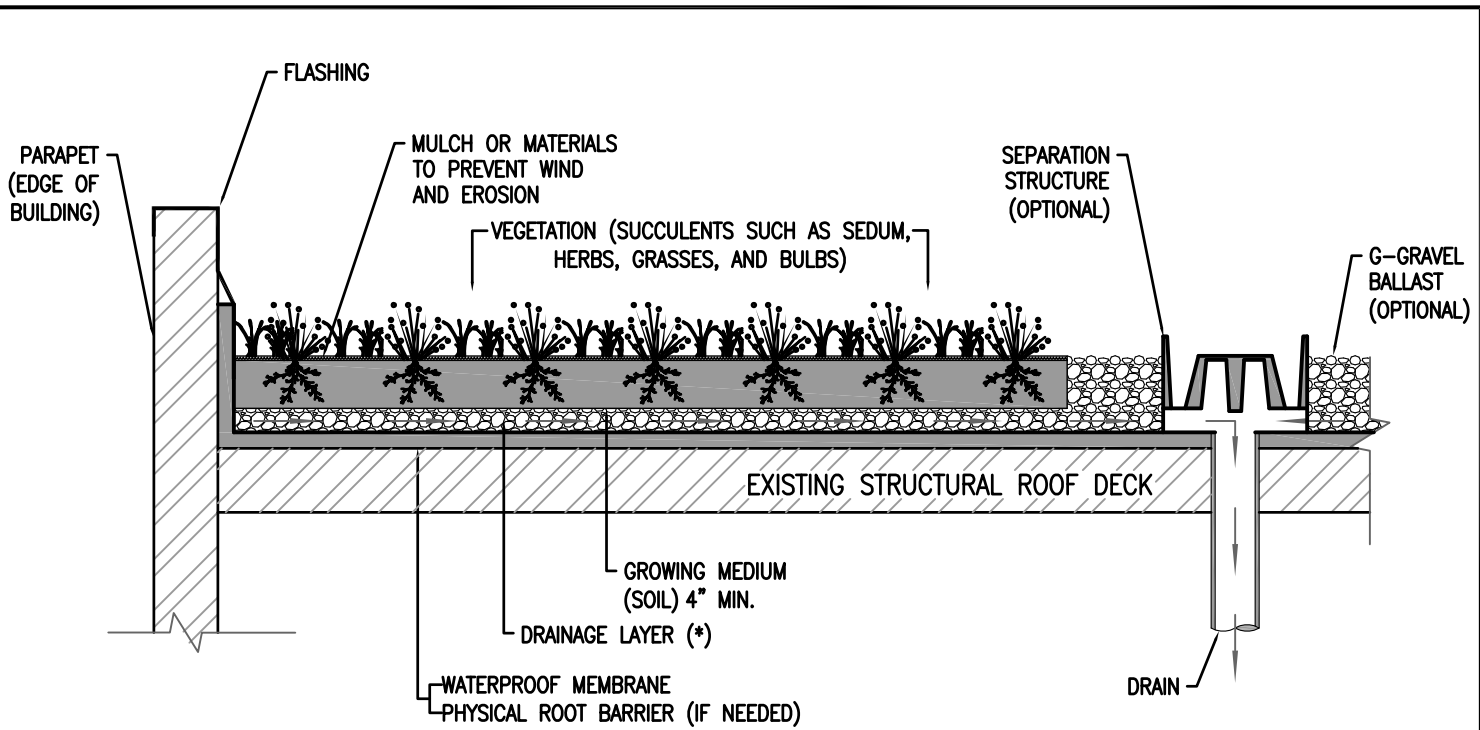 FLASHING
PARAPET
(EDGE OF
BUILDING)
MULCH OR MATERIALS
TO PREVENT WIND
AND EROSION
VEGETATION (SUCCULENTS SUCH AS SEDUM,
HERBS, GRASSES, AND BULBS)
SEPARATION
STRUCTURE
(OPTIONAL)
G-GRAVEL
BALLAST
(OPTIONAL)
EXISTING STRUCTURAL ROOF DECK
GROWING MEDIUM
(SOIL) 4" MIN.
DRAINAGE LAYER (*)
WATERPROOF MEMBRANE
PHYSICAL ROOT BARRIER (IF NEEDED)
DRAIN